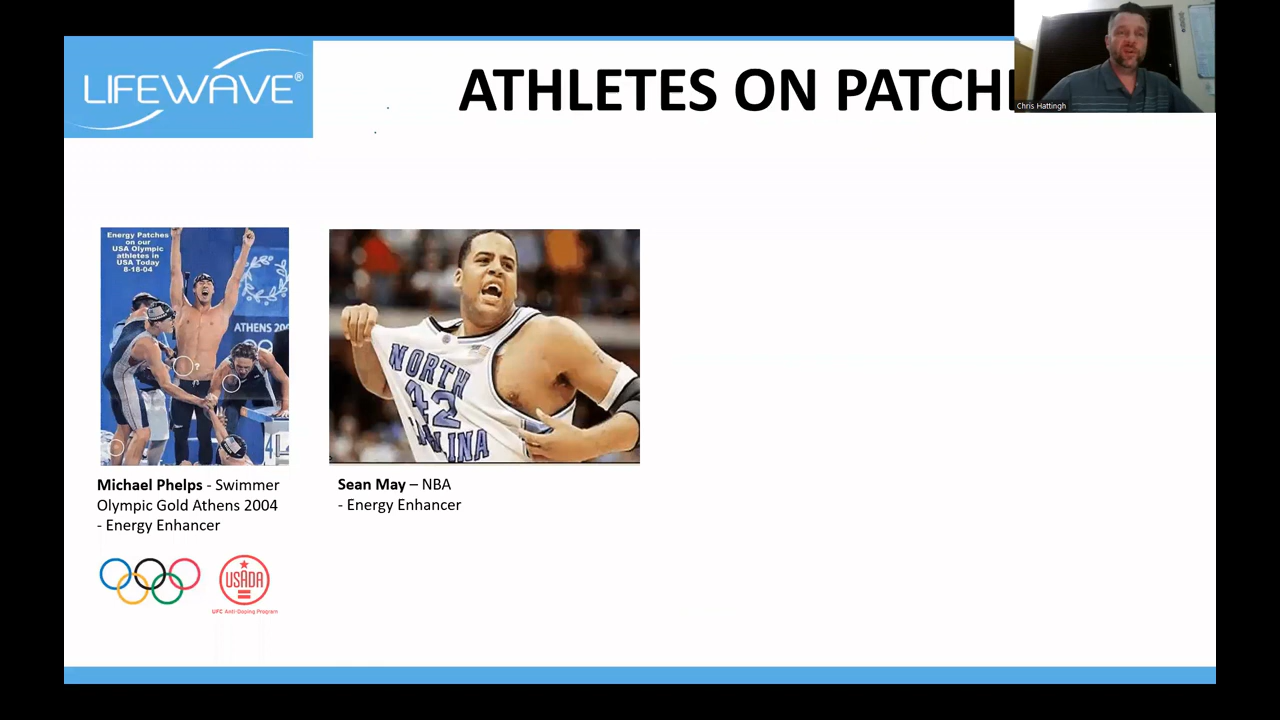 LIFEWAVE®
ATHLETES ON PATCH
Chris Hattingh
Energy Patches
on our
USA Olympic
athletes in
USA Today
8-18-04
ATHENS 200
?
4
NORTH
42
Michael Phelps - Swimmer
Olympic Gold Athens 2004
- Energy Enhancer
Sean May – NBA
- Energy Enhancer
USADA
UFC Anti-Doping Program